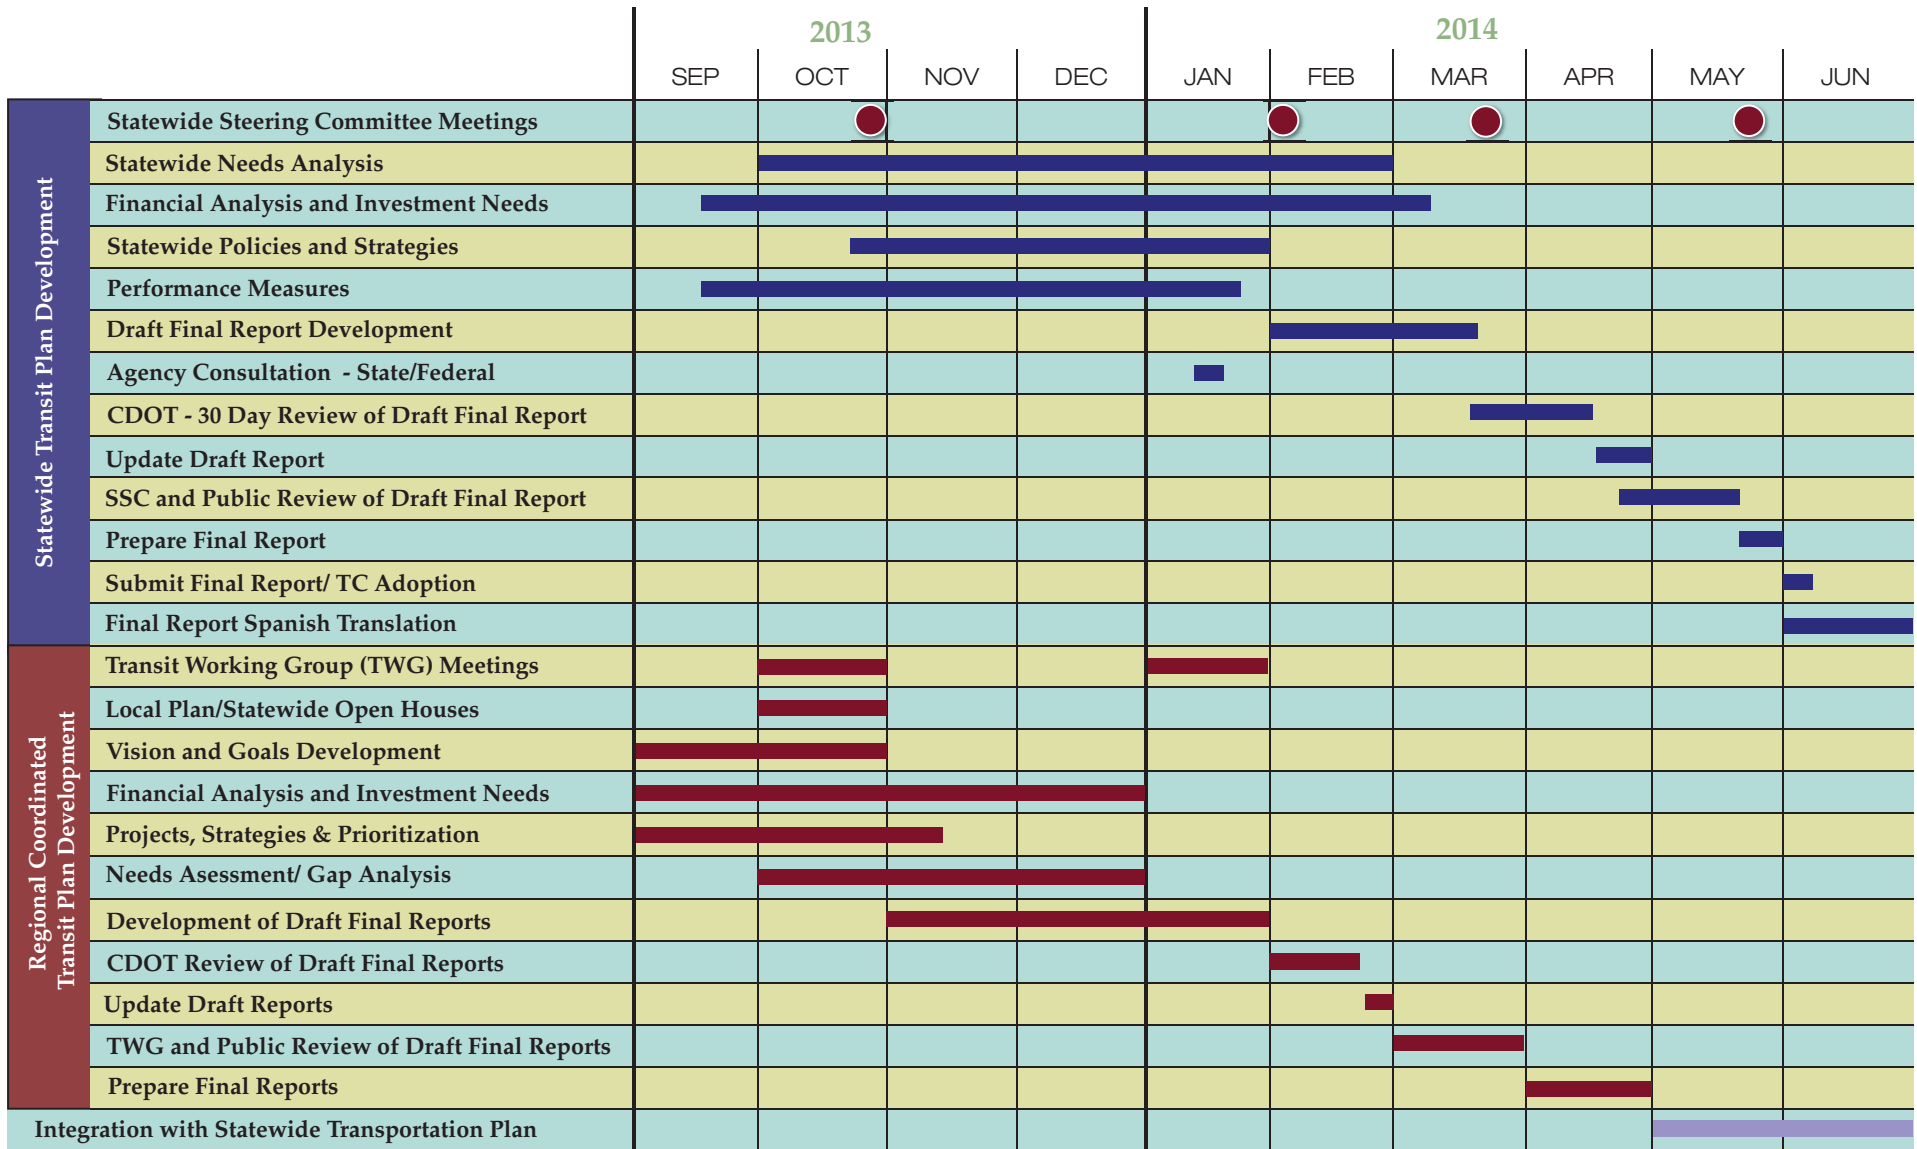 2013
2014
SEP OCT NOV DEC JAN FEB MAR APR MAY JUN
Statewide Transit Plan Development
Statewide Steering Committee Meetings
Statewide Needs Analysis
Financial Analysis and Investment Needs
Statewide Policies and Strategies
Performance Measures
Draft Final Report Development
Agency Consultation - State/Federal
CDOT - 30 Day Review of Draft Final Report
Update Draft Report
SSC and Public Review of Draft Final Report
Prepare Final Report
Submit Final Report/ TC Adoption
Final Report Spanish Translation
Regional Coordinated
Transit Plan Development
Transit Working Group (TWG) Meetings
Local Plan/Statewide Open Houses
Vision and Goals Development
Financial Analysis and Investment Needs
Projects, Strategies & Prioritization
Needs Asessment/ Gap Analysis
Development of Draft Final Reports
CDOT Review of Draft Final Reports
Update Draft Reports
TWG and Public Review of Draft Final Reports
Prepare Final Reports
Integration with Statewide Transportation Plan